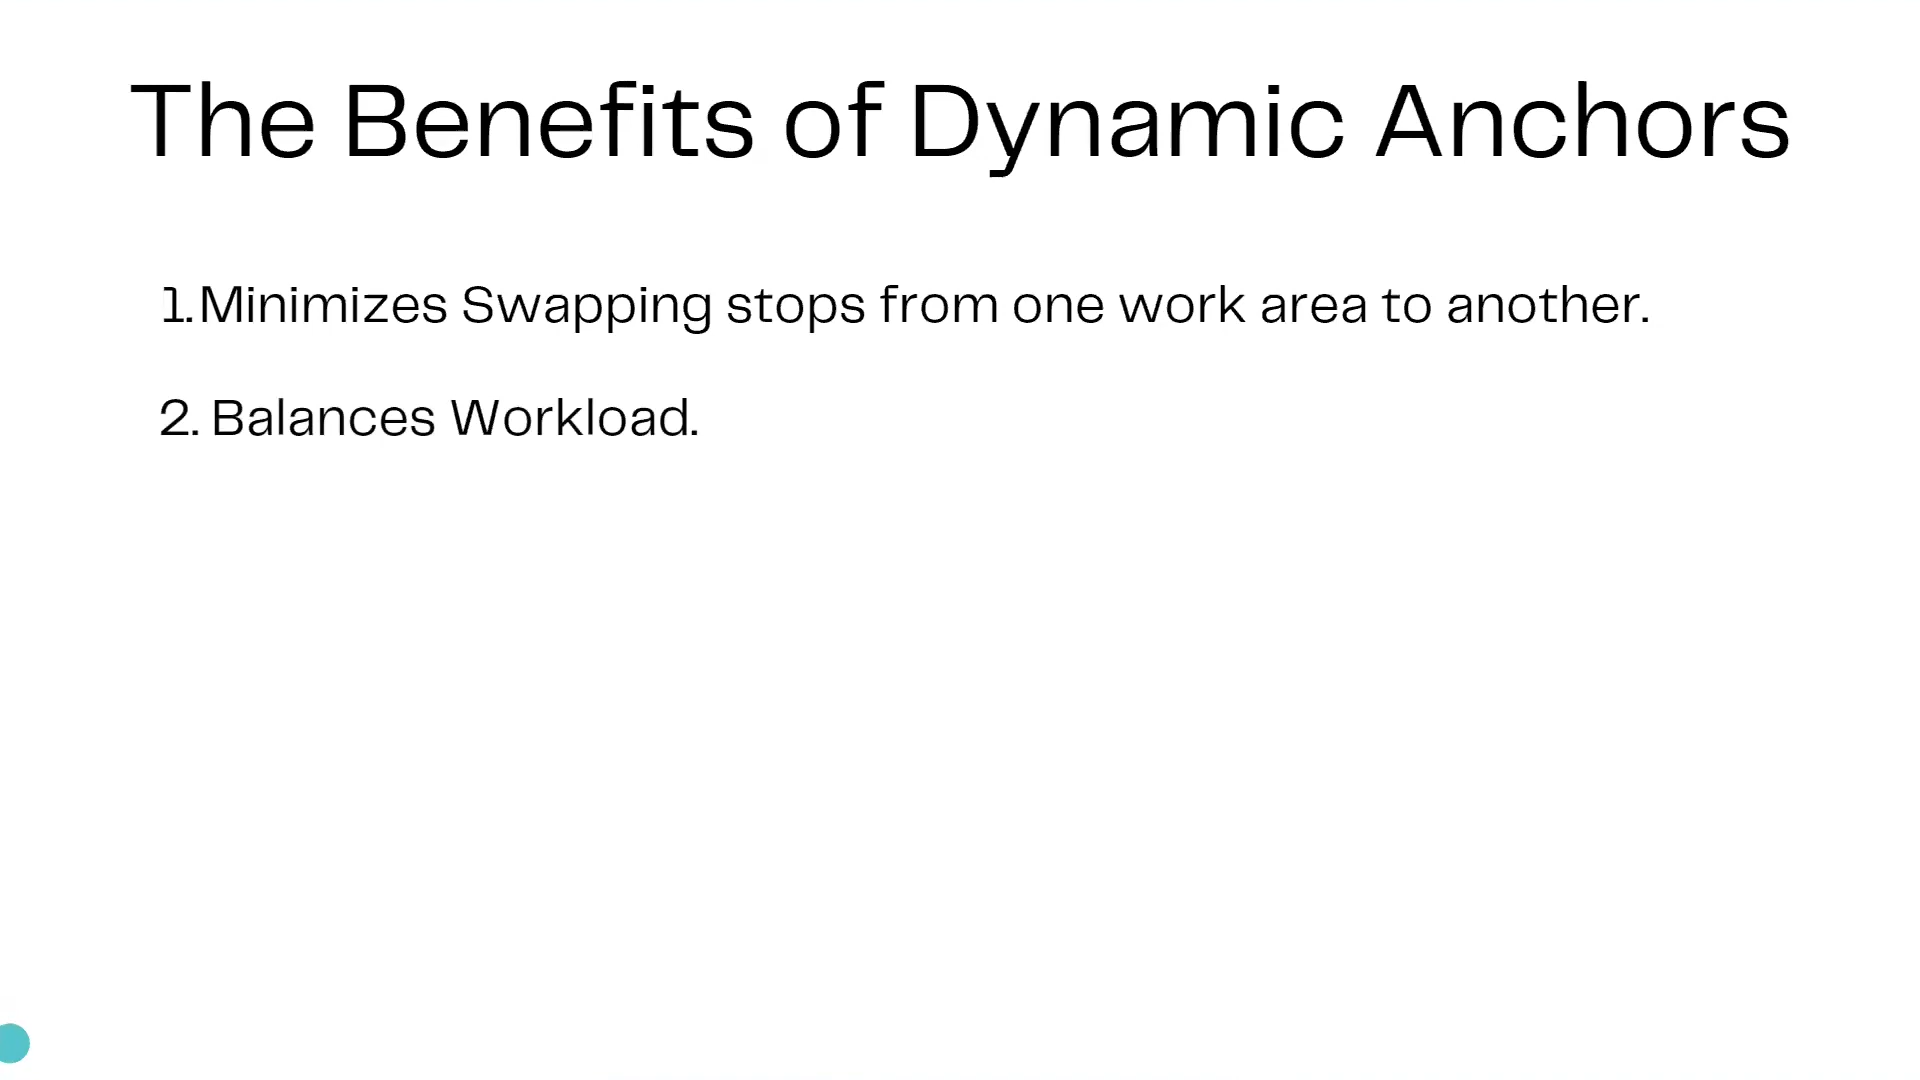 The Benefits of Dynamic Anchors
1. Minimizes Swapping stops from one work area to another.
2. Balances Workload.